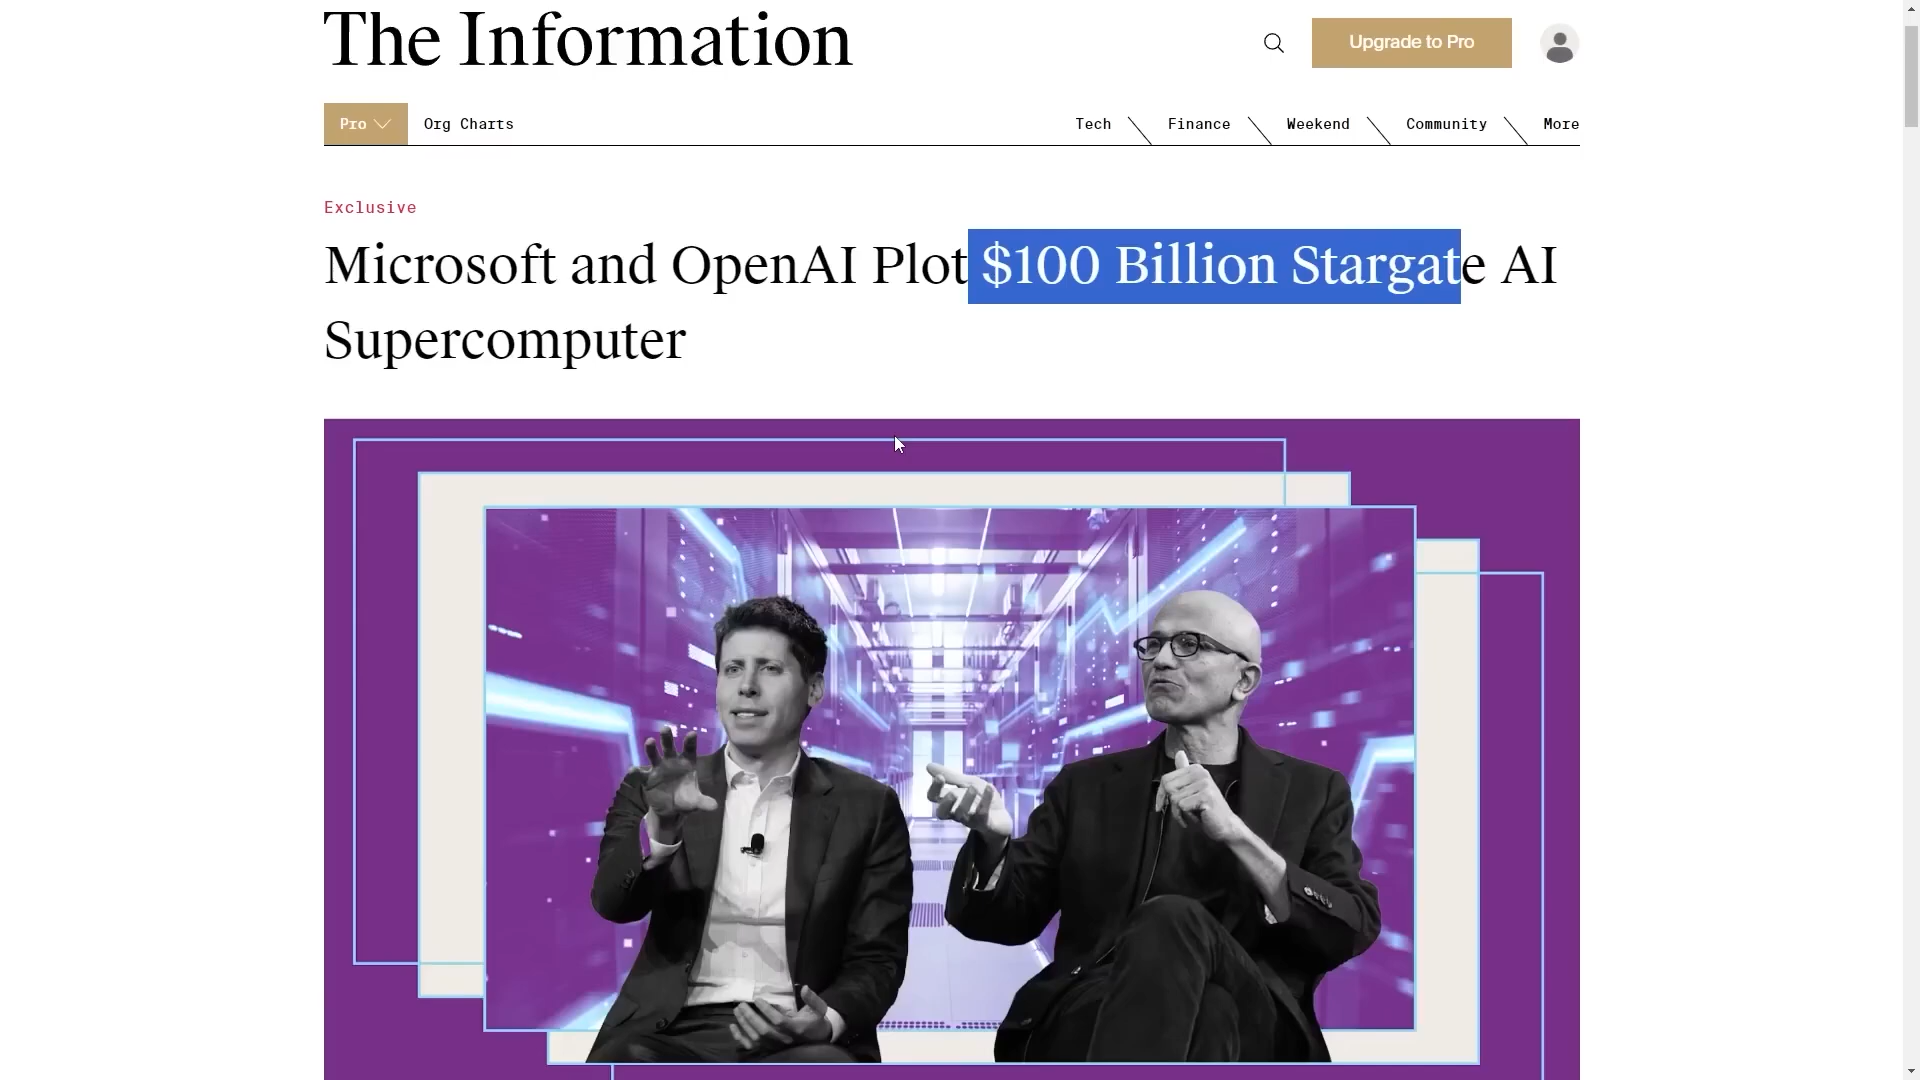 The Information
Upgrade to Pro
Pro
Org Charts
Tech
Finance
Weekend
Community
More
Exclusive
Microsoft and OpenAI Plot $100 Billion Stargate AI
Supercomputer